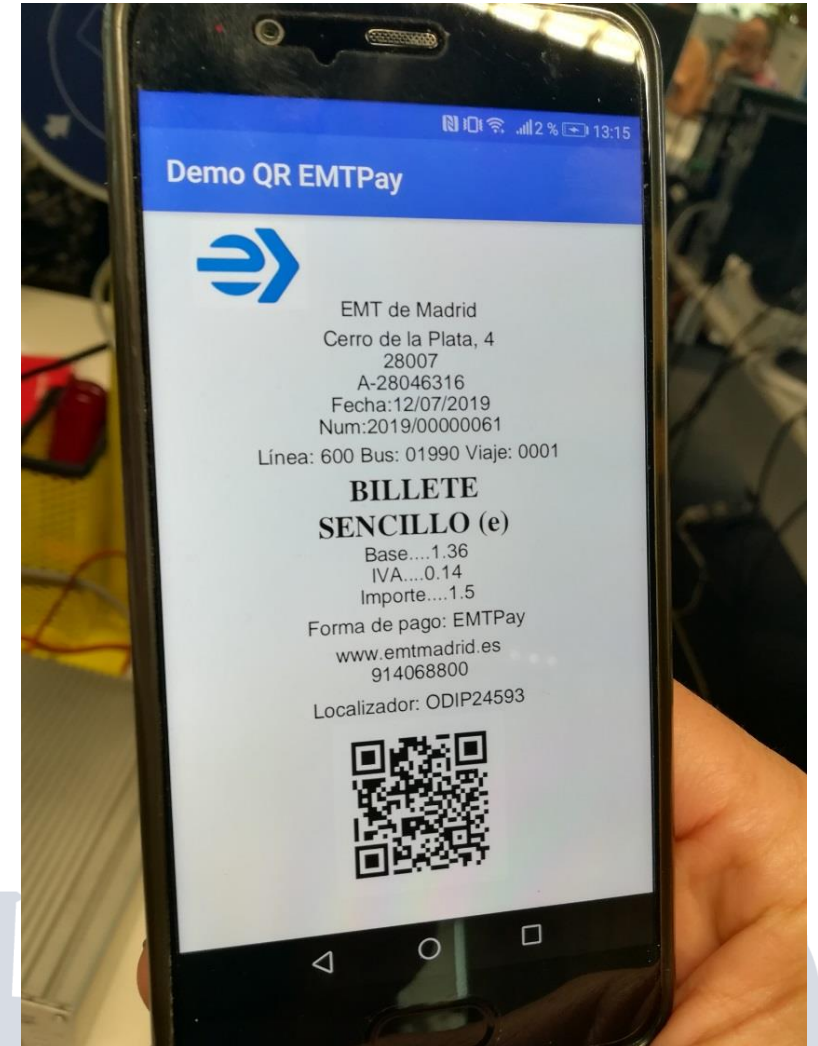 2 % 13:15
Demo QR EMTPay
EMT de Madrid
Cerro de la Plata, 4
28007
A-28046316
Fecha:12/07/2019
Num:2019/00000061
Línea: 600 Bus: 01990 Viaje: 0001
BILLETE
SENCILLO (e)
Base....1.36
IVA....0.14
Importe....1.5
Forma de pago: EMTPay
www.emtmadrid.es
914068800
Localizador: ODIP24593